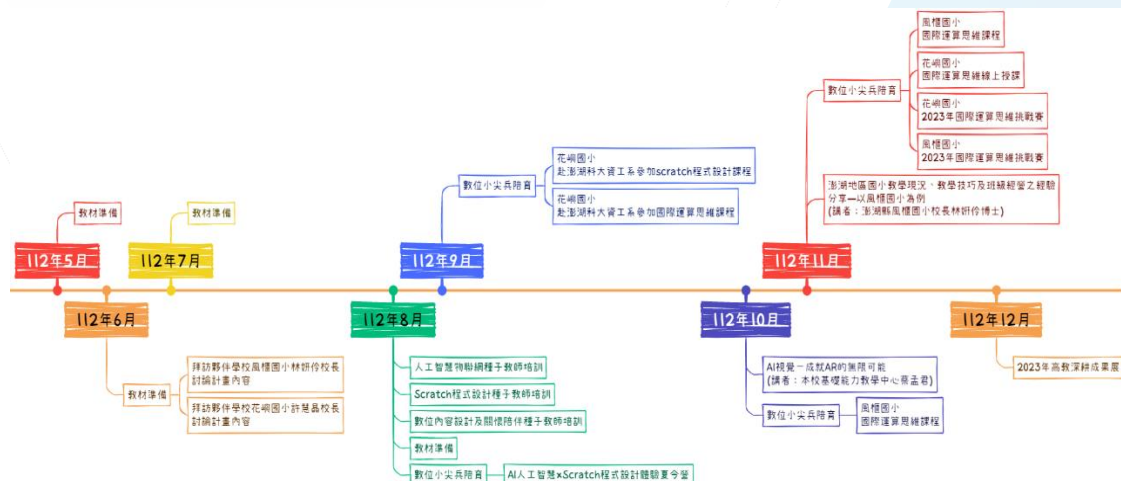 112年5月
教材準備
112年6月
教材準備
拜訪夥伴學校風櫃國小林妍伶校長
討論計畫內容
拜訪夥伴學校花嶼國小許慧晶校長
討論計畫內容
112年7月
教材準備
112年8月
人工智慧物聯網種子教師培訓
Scratch程式設計種子教師培訓
數位內容設計及關懷陪伴種子教師培訓
教材準備
數位小尖兵陪育
AI人工智慧xScratch程式設計體驗夏令營
112年9月
數位小尖兵陪育
花嶼國小
赴澎湖科大資工系參加scratch程式設計課程
花嶼國小
赴澎湖科大資工系參加國際運算思維課程
112年10月
AI視覺－成就AR的無限可能
(講者：本校基礎能力教學中心蔡孟君)
數位小尖兵陪育
風櫃國小
國際運算思維課程
112年11月
數位小尖兵陪育
風櫃國小
國際運算思維課程
花嶼國小
國際運算思維線上授課
花嶼國小
2023年國際運算思維挑戰賽
風櫃國小
2023年國際運算思維挑戰賽
澎湖地區國小教學現況、教學技巧及班級經營之經驗
分享—以風櫃國小為例
(講者：澎湖縣風櫃國小校長林妍伶博士)
112年12月
2023年高教深耕成果展